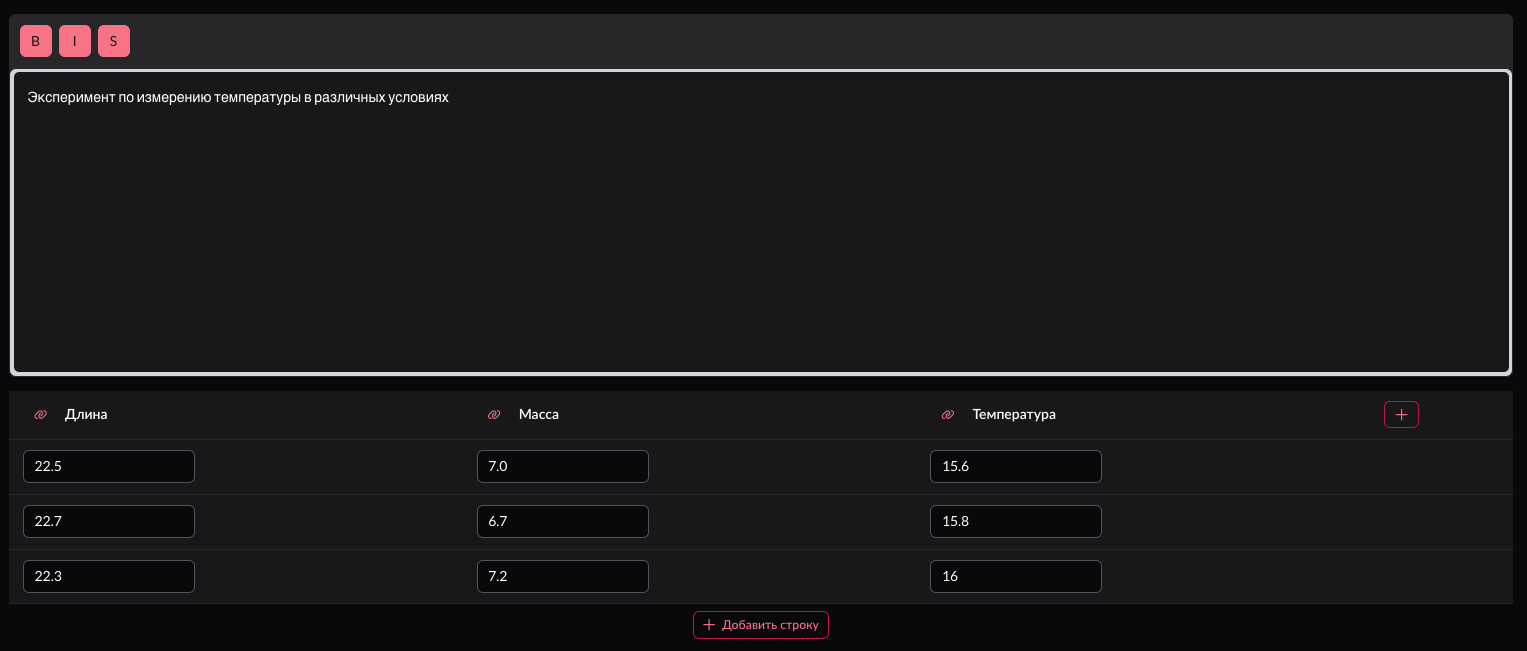 B I S
Эксперимент по измерению температуры в различных условиях
Длина Масса Температура
22.5 7.0 15.6
22.7 6.7 15.8
22.3 7.2 16
Добавить строку